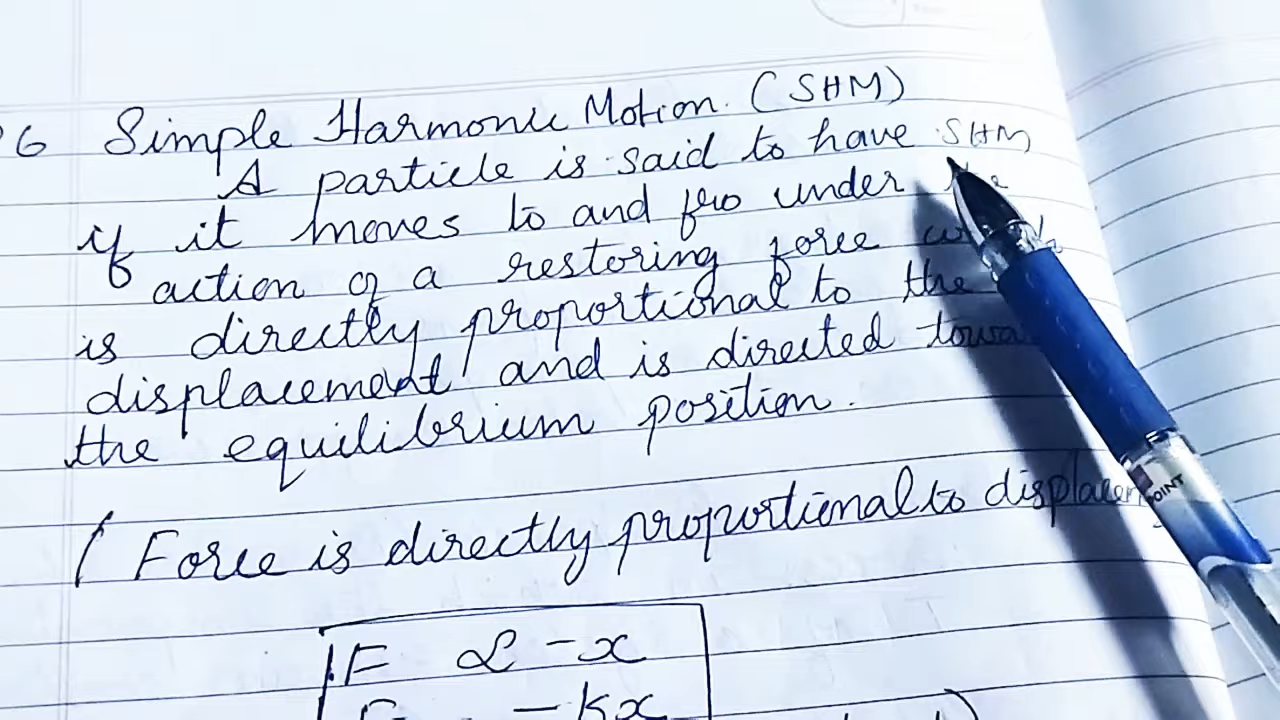 6 Simple Harmonic Motion. (SHM)
A particle is said to have SHM
if it moves to and fro under
action of a restoring force
is directly proportional to the
displacement and is directed
the equilibrium position.
( Force is directly proportional to
F α -x
-kx